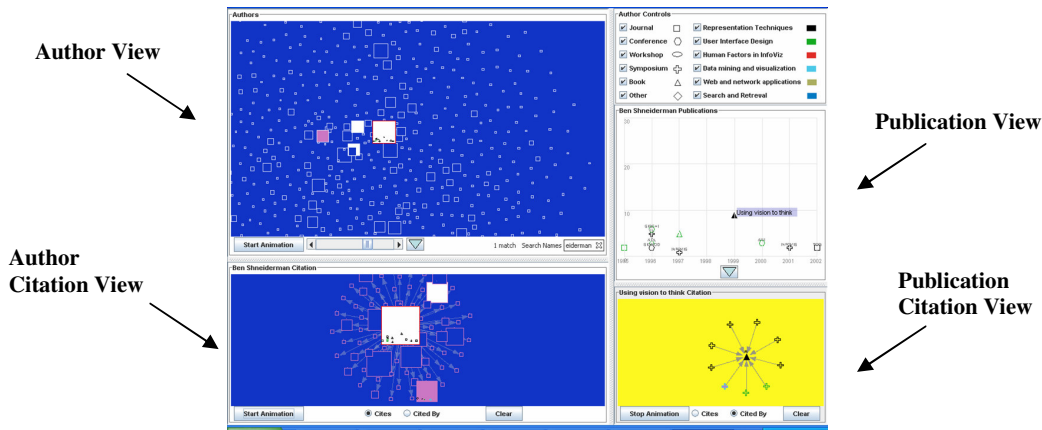 Author View
Author
Citation View
Publication View
Publication
Citation View
Authors
Start Animation
1 match Search Names eiderman
Ben Shneiderman Citation
Start Animation Cites Cited By Clear
Author Controls
Journal Representation Techniques
Conference User Interface Design
Workshop Human Factors in InfoViz
Symposium Data mining and visualization
Book Web and network applications
Other Search and Retreval
Ben Shneiderman Publications
30
20
10
Using vision to think
1996 1997 1998 1999 2000 2001 2002
Using vision to think Citation
Stop Animation Cites Cited By Clear